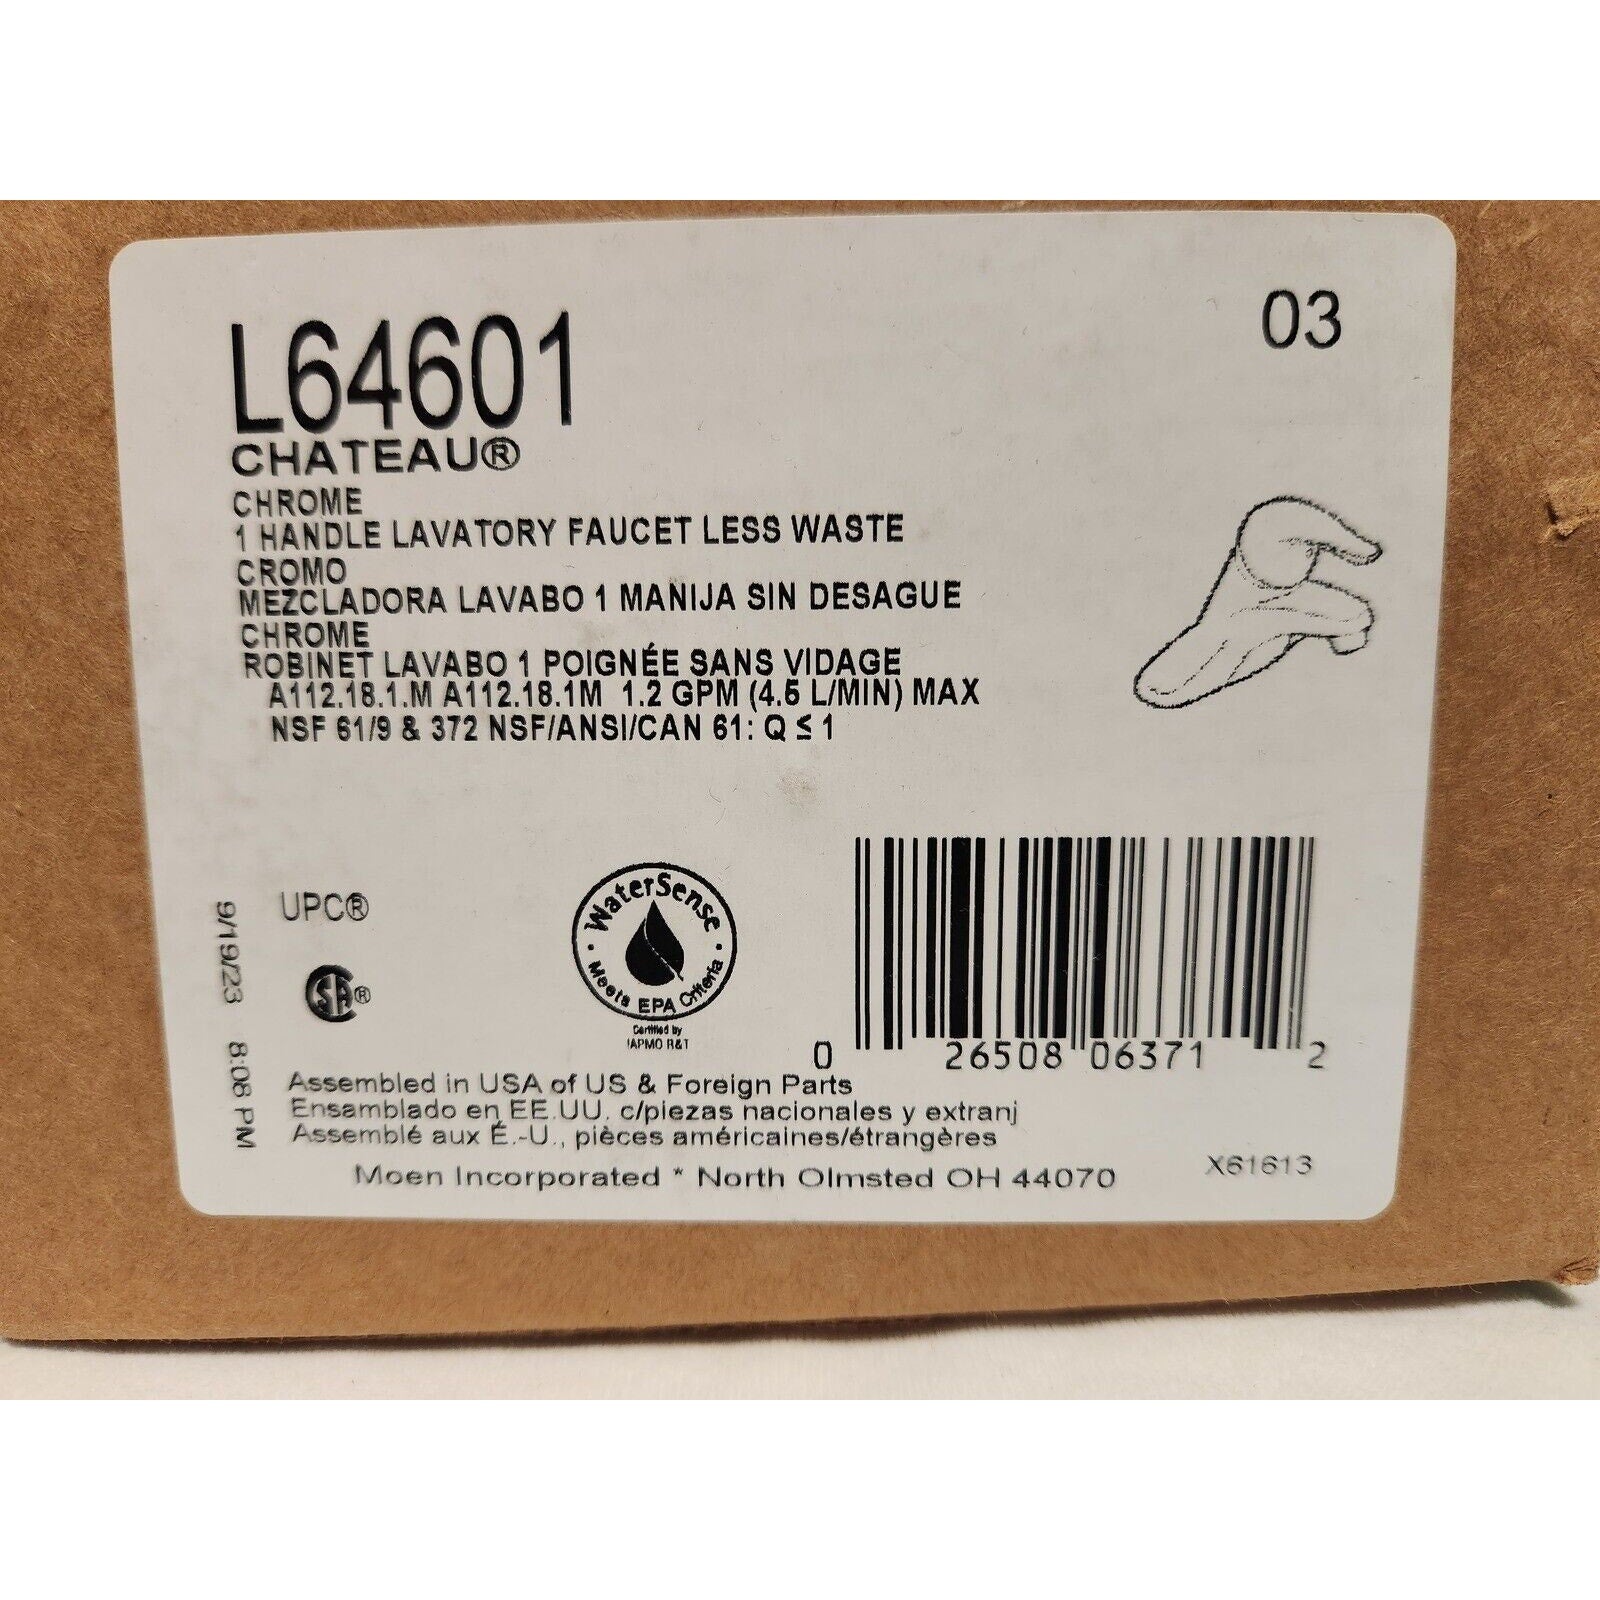 L64601
03
CHATEAU®
CHROME
1 HANDLE LAVATORY FAUCET LESS WASTE
CROMO
MEZCLADORA LAVABO 1 MANIJA SIN DESAGUE
CHROME
ROBINET LAVABO 1 POIGNÉE SANS VIDAGE
A112.18.1.M A112.18.1M 1.2 GPM (4.5 L/MIN) MAX
NSF 61/9 & 372 NSF/ANSI/CAN 61: Q ≤ 1
9/19/23 8:08 PM
UPC®
CSA®
WaterSense
Meets EPA Criteria
Certified by
IAPMO R&T
0 26508 06371 2
Assembled in USA of US & Foreign Parts
Ensamblado en EE.UU. c/piezas nacionales y extranj
Assemblé aux É.-U., pièces américaines/étrangères
Moen Incorporated * North Olmsted OH 44070
X61613